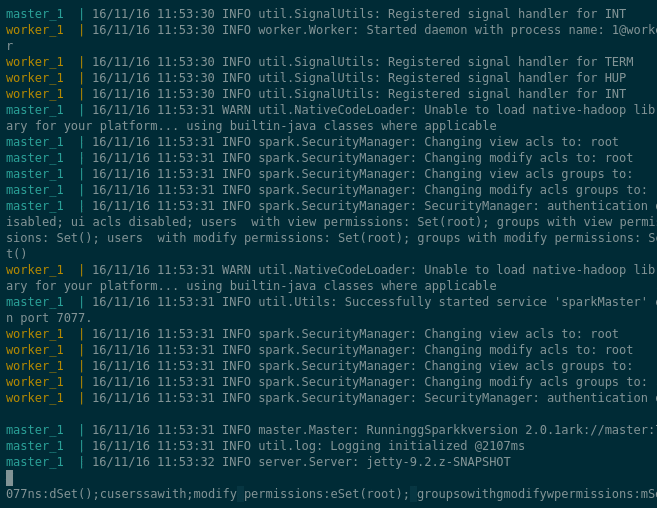 master_1  | 16/11/16 11:53:30 INFO util.SignalUtils: Registered signal handler for INT
worker_1  | 16/11/16 11:53:30 INFO worker.Worker: Started daemon with process name: 1@worke
r
worker_1  | 16/11/16 11:53:30 INFO util.SignalUtils: Registered signal handler for TERM
worker_1  | 16/11/16 11:53:30 INFO util.SignalUtils: Registered signal handler for HUP
worker_1  | 16/11/16 11:53:30 INFO util.SignalUtils: Registered signal handler for INT
master_1  | 16/11/16 11:53:31 WARN util.NativeCodeLoader: Unable to load native-hadoop lib
ary for your platform... using builtin-java classes where applicable
master_1  | 16/11/16 11:53:31 INFO spark.SecurityManager: Changing view acls to: root
master_1  | 16/11/16 11:53:31 INFO spark.SecurityManager: Changing modify acls to: root
master_1  | 16/11/16 11:53:31 INFO spark.SecurityManager: Changing view acls groups to:
master_1  | 16/11/16 11:53:31 INFO spark.SecurityManager: Changing modify acls groups to:
master_1  | 16/11/16 11:53:31 INFO spark.SecurityManager: SecurityManager: authentication
isabled; ui acls disabled; users  with view permissions: Set(root); groups with view permi
sions: Set(); users  with modify permissions: Set(root); groups with modify permissions: S
t()
worker_1  | 16/11/16 11:53:31 WARN util.NativeCodeLoader: Unable to load native-hadoop lib
ary for your platform... using builtin-java classes where applicable
master_1  | 16/11/16 11:53:31 INFO util.Utils: Successfully started service 'sparkMaster' o
n port 7077.
worker_1  | 16/11/16 11:53:31 INFO spark.SecurityManager: Changing view acls to: root
worker_1  | 16/11/16 11:53:31 INFO spark.SecurityManager: Changing modify acls to: root
worker_1  | 16/11/16 11:53:31 INFO spark.SecurityManager: Changing view acls groups to:
worker_1  | 16/11/16 11:53:31 INFO spark.SecurityManager: Changing modify acls groups to:
worker_1  | 16/11/16 11:53:31 INFO spark.SecurityManager: SecurityManager: authentication
master_1  | 16/11/16 11:53:31 INFO master.Master: RunninggSparkkversion 2.0.1ark://master:7
master_1  | 16/11/16 11:53:31 INFO util.log: Logging initialized @2107ms
master_1  | 16/11/16 11:53:32 INFO server.Server: jetty-9.2.z-SNAPSHOT
077ns:dSet();cuserssawith;modify permissions:eSet(root); groupsowithgmodifywpermissions:mS